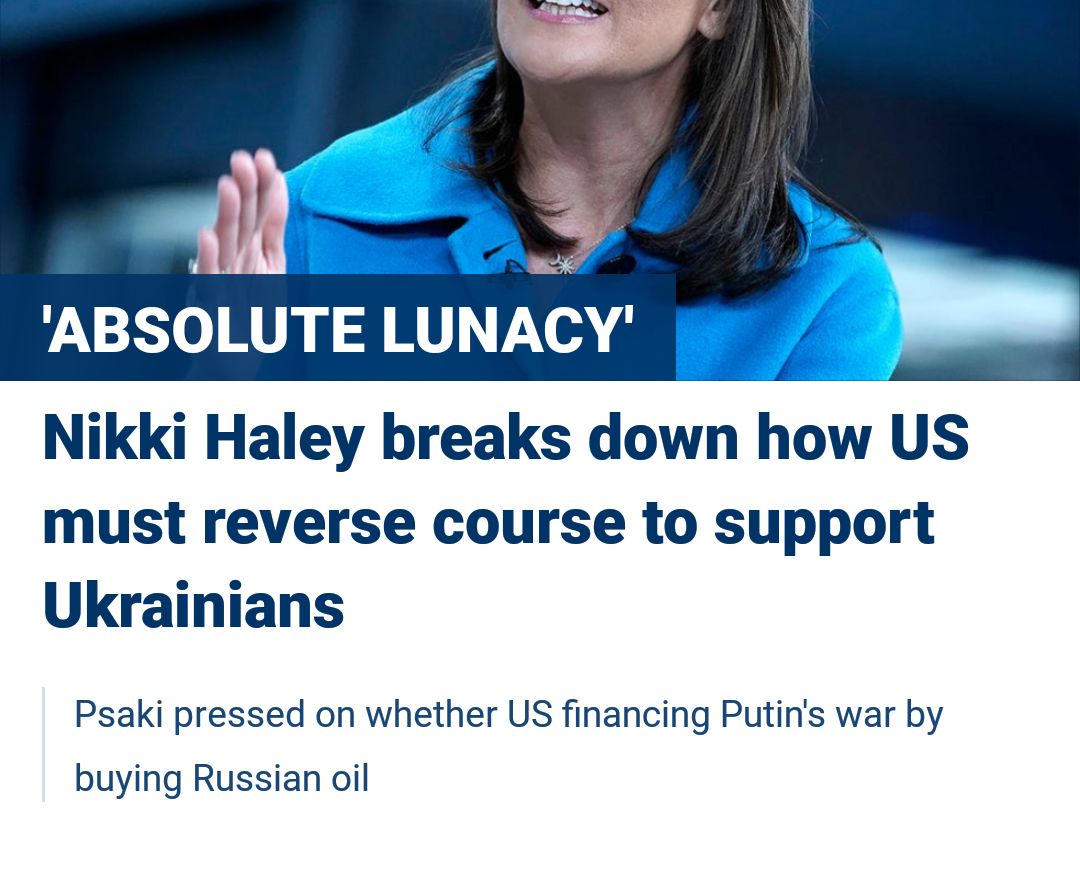 'ABSOLUTE LUNACY'
Nikki Haley breaks down how US
must reverse course to support
Ukrainians
Psaki pressed on whether US financing Putin's war by
buying Russian oil